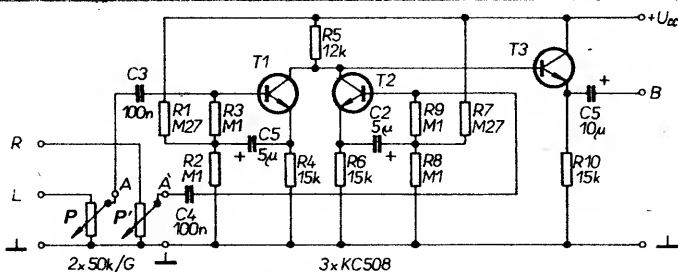 +U_CC
R5
12k
T1
T2
T3
C3
100n
R1
M27
R3
M1
C5
5µ
+
C2
5µ
+
R9
M1
R7
M27
+
C5
10µ
B
R
R2
M1
R4
15k
R6
15k
R8
M1
R10
15k
L
A
A'
P
P'
C4
100n
2x50k/G
3xKC508